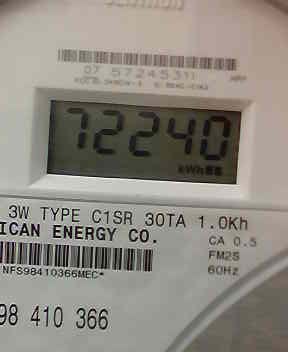 07 57245311
72240
kWh
3W TYPE C1SR 30TA 1.0Kh
ICAN ENERGY CO.
CA 0.5
FM2S
NFS98410366MEC*
60Hz
98 410 366